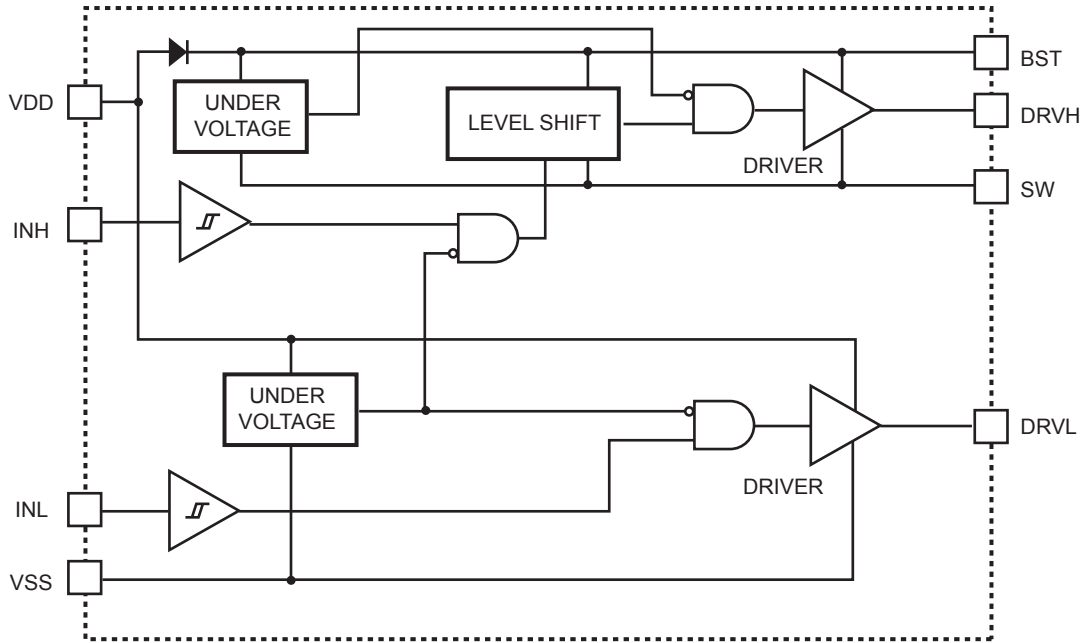 BST
VDD
UNDER
VOLTAGE
LEVEL SHIFT
DRVH
DRIVER
SW
INH
UNDER
VOLTAGE
DRVL
DRIVER
INL
VSS